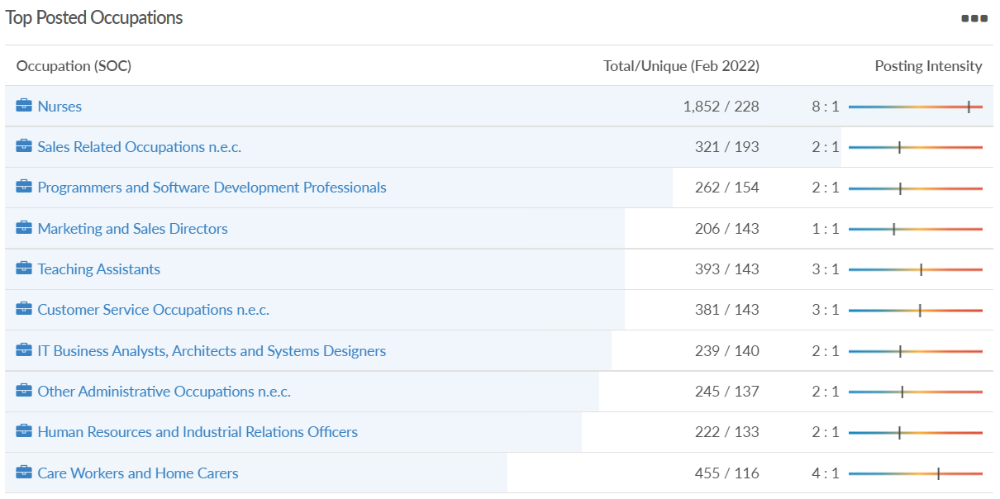 Top Posted Occupations
Occupation (SOC) Total/Unique (Feb 2022) Posting Intensity
Nurses 1,852 / 228 8 : 1
Sales Related Occupations n.e.c. 321 / 193 2 : 1
Programmers and Software Development Professionals 262 / 154 2 : 1
Marketing and Sales Directors 206 / 143 1 : 1
Teaching Assistants 393 / 143 3 : 1
Customer Service Occupations n.e.c. 381 / 143 3 : 1
IT Business Analysts, Architects and Systems Designers 239 / 140 2 : 1
Other Administrative Occupations n.e.c. 245 / 137 2 : 1
Human Resources and Industrial Relations Officers 222 / 133 2 : 1
Care Workers and Home Carers 455 / 116 4 : 1